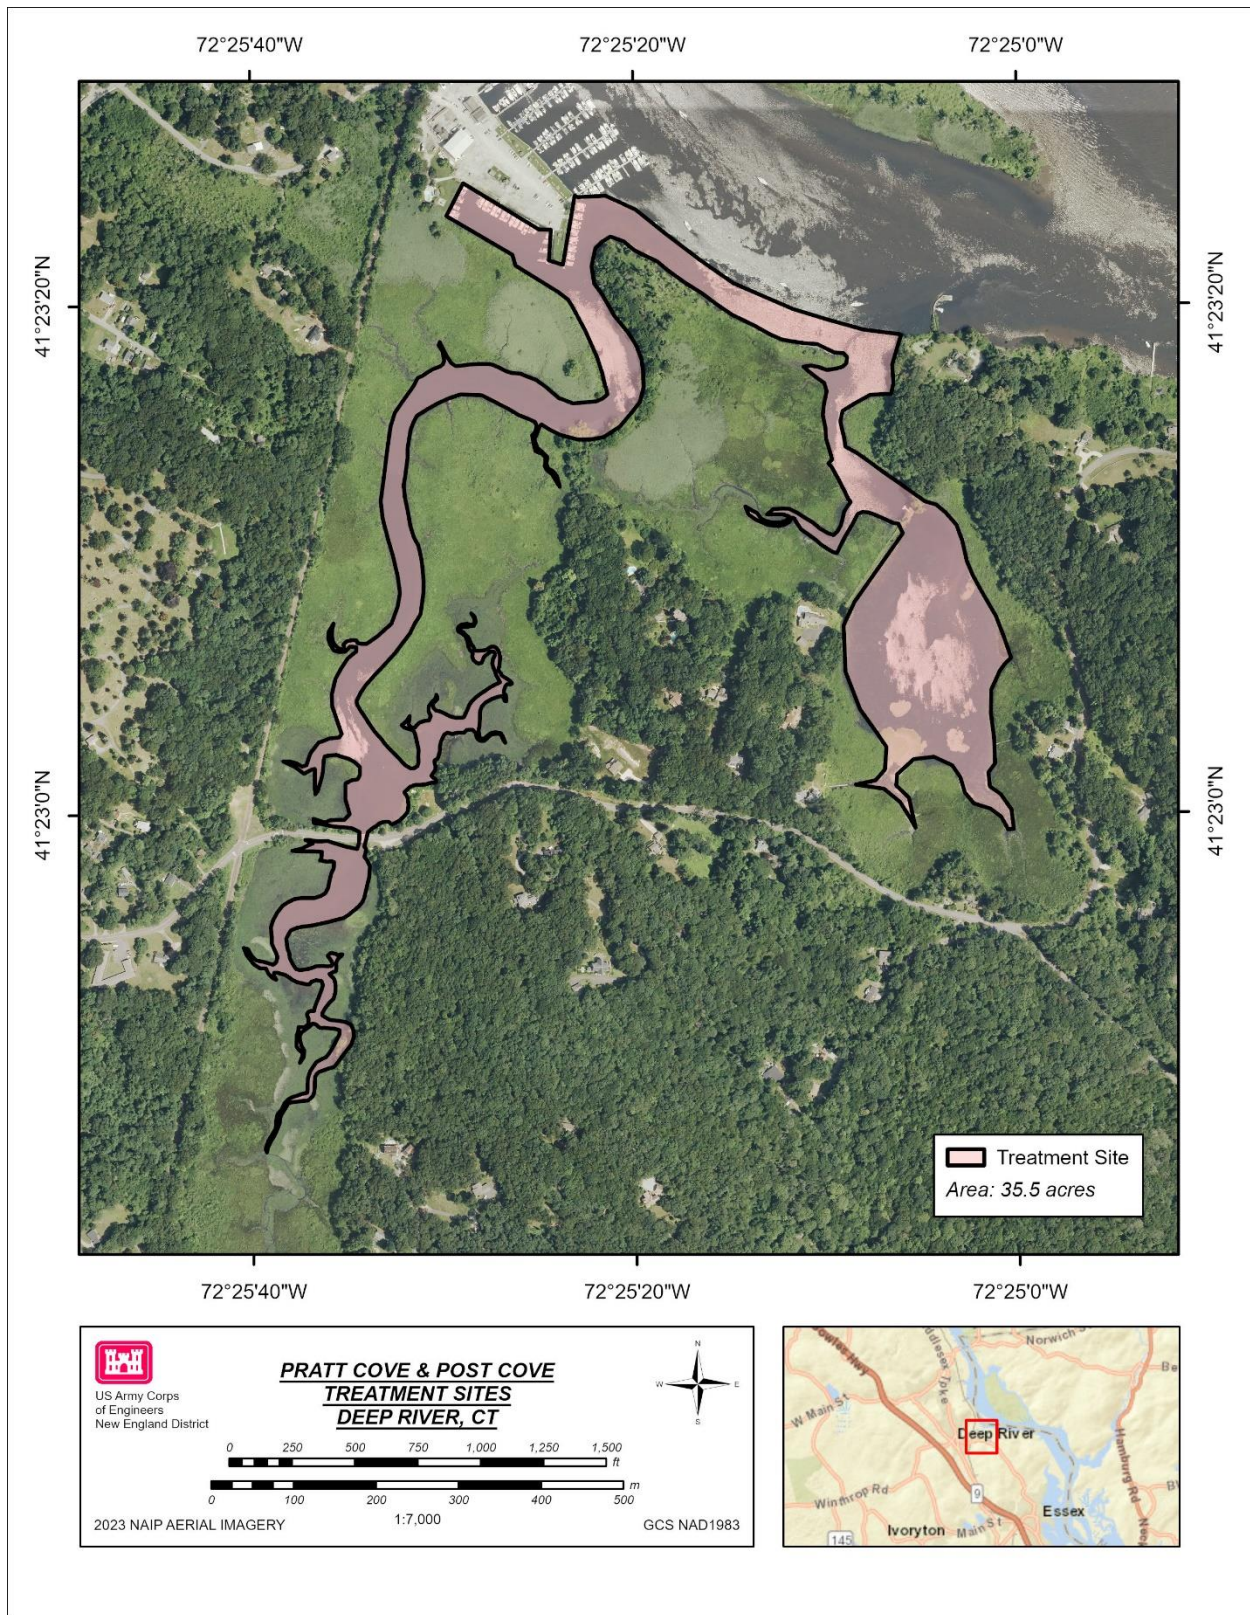 72°25'40"W
72°25'20"W
72°25'0"W
41°23'20"N
41°23'20"N
41°23'0"N
41°23'0"N
Treatment Site
Area: 35.5 acres
72°25'40"W
72°25'20"W
72°25'0"W
US Army Corps
of Engineers
New England District
PRATT COVE & POST COVE
TREATMENT SITES
DEEP RIVER, CT
N
W
E
S
0 250 500 750 1,000 1,250 1,500
ft
m
0 100 200 300 400 500
2023 NAIP AERIAL IMAGERY
1:7,000
GCS NAD1983
Hwy
Tpke
Norwich
W Main St
Deep River
Hamburg Rd
Winthrop Rd
9
Essex
Ivoryton
Main St
145